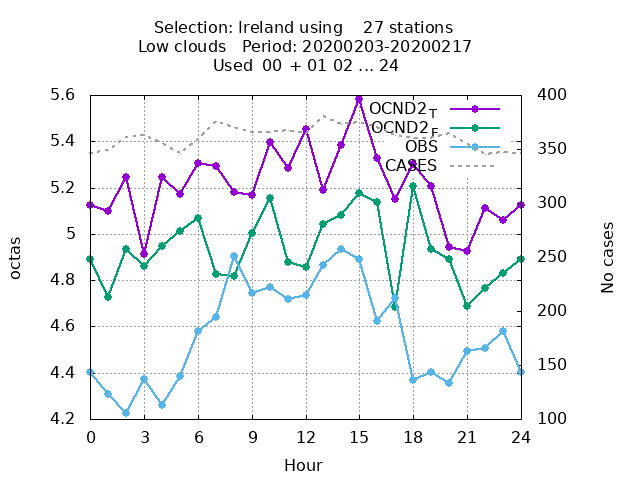 Selection: Ireland using 27 stations
Low clouds Period: 20200203-20200217
Used 00 + 01 02 ... 24
5.6
5.4
5.2
5
4.8
4.6
4.4
4.2
octas
400
350
300
250
200
150
100
No cases
OCND2_T
OCND2_F
OBS
CASES
0 3 6 9 12 15 18 21 24
Hour